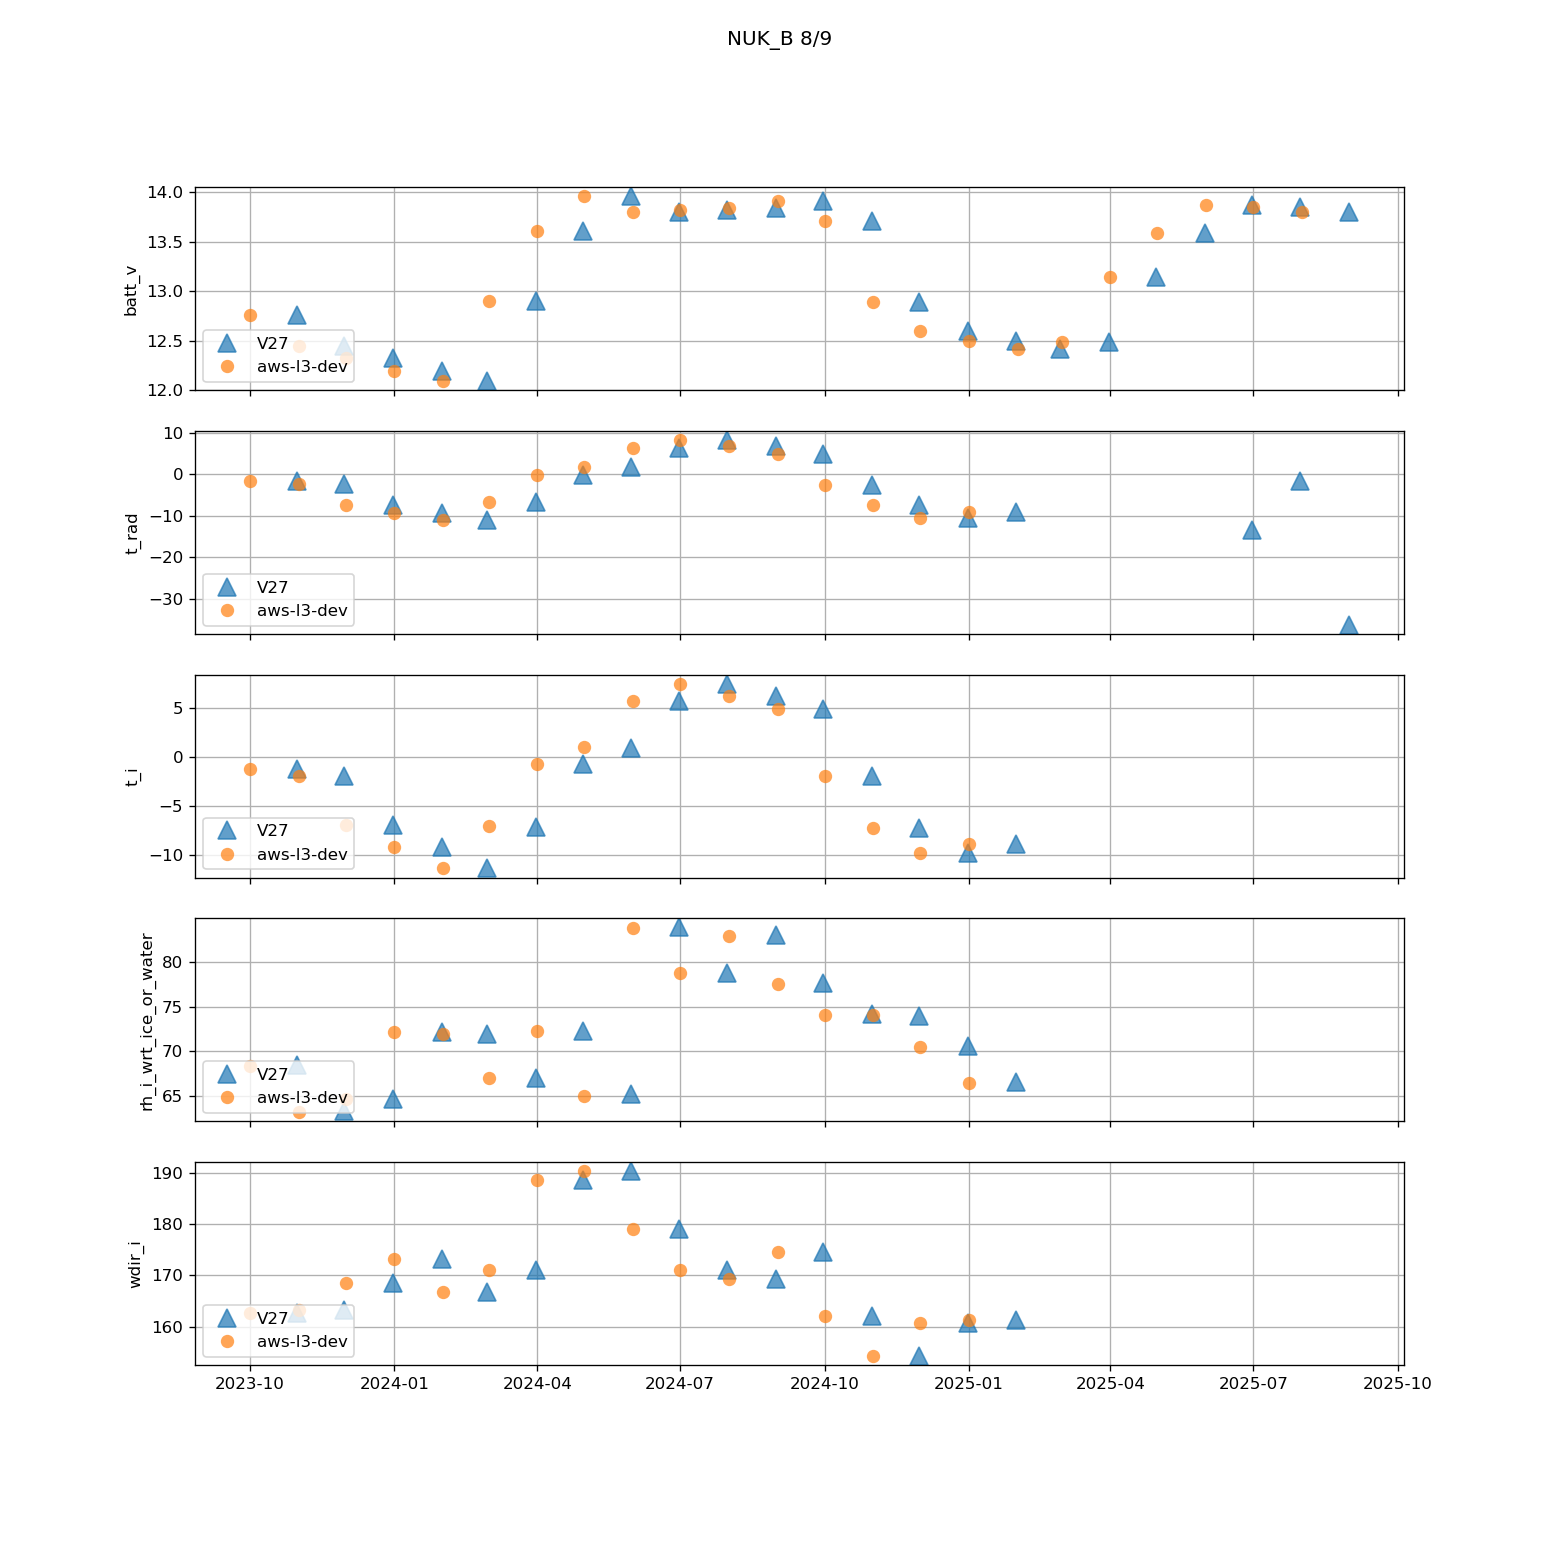 NUK_B 8/9
batt_v
14.0
13.5
13.0
12.5
12.0
V27
aws-l3-dev
t_rad
10
0
−10
−20
−30
V27
aws-l3-dev
t_i
5
0
−5
−10
V27
aws-l3-dev
rh_i_wrt_ice_or_water
80
75
70
65
V27
aws-l3-dev
wdir_i
190
180
170
160
V27
aws-l3-dev
2023-10 2024-01 2024-04 2024-07 2024-10 2025-01 2025-04 2025-07 2025-10